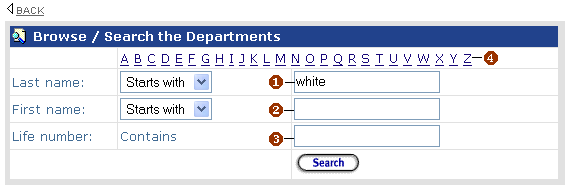 BACK
Browse / Search the Departments
A B C D E F G H I J K L M N O P Q R S T U V W X Y Z 4
Last name: Starts with 1 white
First name: Starts with 2
Life number: Contains 3
Search